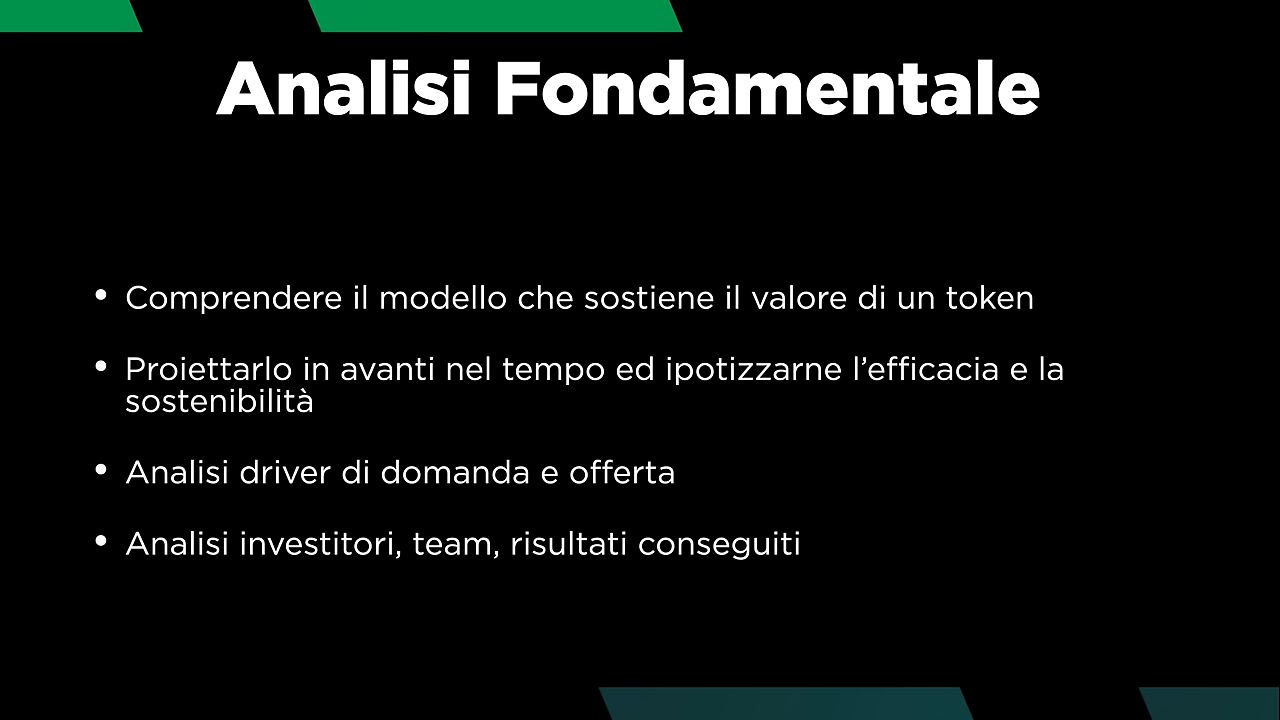 Analisi Fondamentale
• Comprendere il modello che sostiene il valore di un token
• Proiettarlo in avanti nel tempo ed ipotizzarne l’efficacia e la
sostenibilità
• Analisi driver di domanda e offerta
• Analisi investitori, team, risultati conseguiti